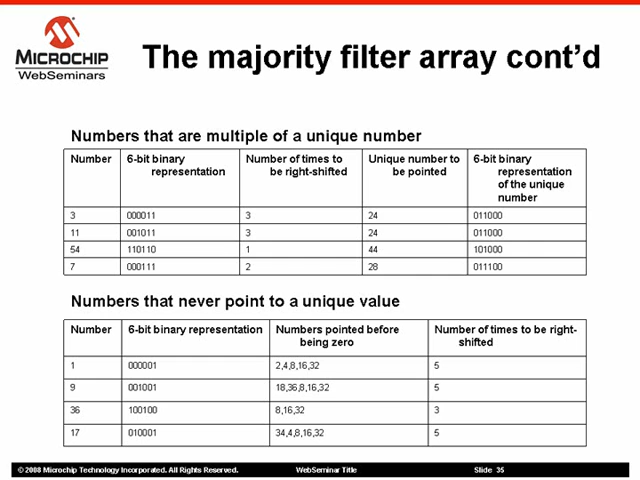 MICROCHIP
WebSeminars
The majority filter array cont'd
Numbers that are multiple of a unique number
Number 6-bit binary representation Number of times to be right-shifted Unique number to be pointed 6-bit binary representation of the unique number
3 000011 3 24 011000
11 001011 3 24 011000
54 110110 1 44 101000
7 000111 2 28 011100
Numbers that never point to a unique value
Number 6-bit binary representation Numbers pointed before being zero Number of times to be right-shifted
1 000001 2,4,8,16,32 5
9 001001 18,36,8,16,32 5
36 100100 8,16,32 3
17 010001 34,4,8,16,32 5
© 2008 Microchip Technology Incorporated. All Rights Reserved. WebSeminar Title Slide 35